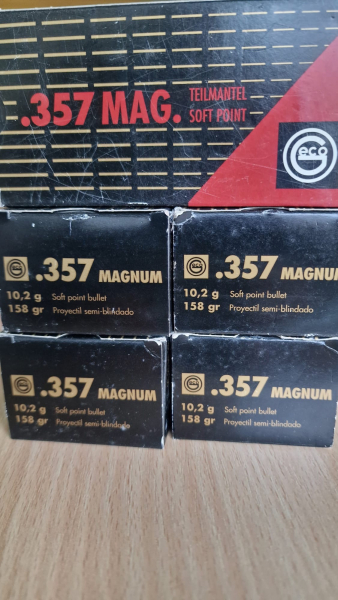 .357 MAG. TEILMANTEL
SOFT POINT
geco
.357 MAGNUM
10,2 g Soft point bullet
158 gr Proyectil semi-blindado
.357 MAGNUM
10,2 g Soft point bullet
158 gr Proyectil semi-blindado
.357 MAGNUM
10,2 g Soft point bullet
158 gr Proyectil semi-blindado
.357 MAGNUM
10,2 g Soft point bullet
158 gr Proyectil semi-blindado